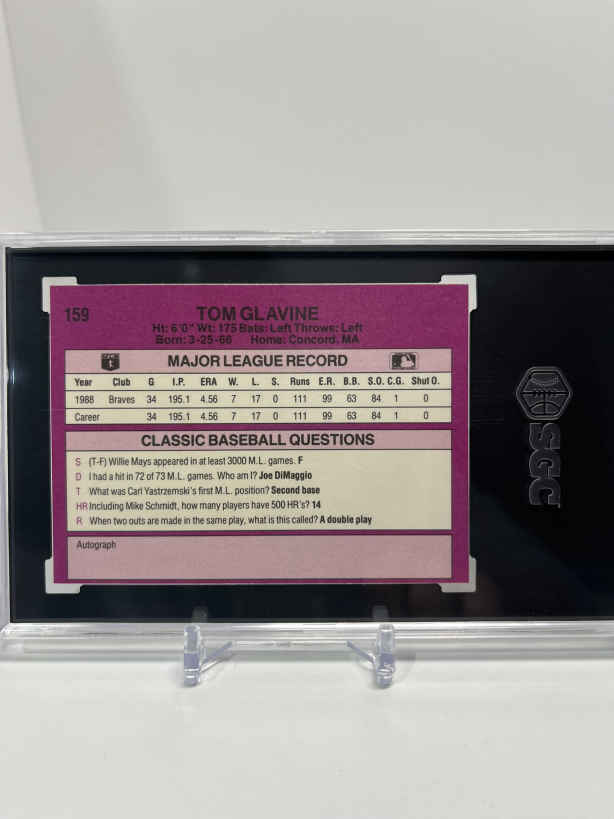 159
TOM GLAVINE
Ht: 6'0" Wt: 175 Bats: Left Throws: Left
Born: 3-25-66 Home: Concord, MA
MAJOR LEAGUE RECORD
Year Club G I.P. ERA W. L. S. Runs E.R. B.B. S.O. C.G. Shut O.
1988 Braves 34 195.1 4.56 7 17 0 111 99 63 84 1 0
Career 34 195.1 4.56 7 17 0 111 99 63 84 1 0
CLASSIC BASEBALL QUESTIONS
S (T-F) Willie Mays appeared in at least 3000 M.L. games. F
D I had a hit in 72 of 73 M.L. games. Who am I? Joe DiMaggio
T What was Carl Yastrzemski's first M.L. position? Second base
HR Including Mike Schmidt, how many players have 500 HR's? 14
R When two outs are made in the same play, what is this called? A double play
Autograph
SGC